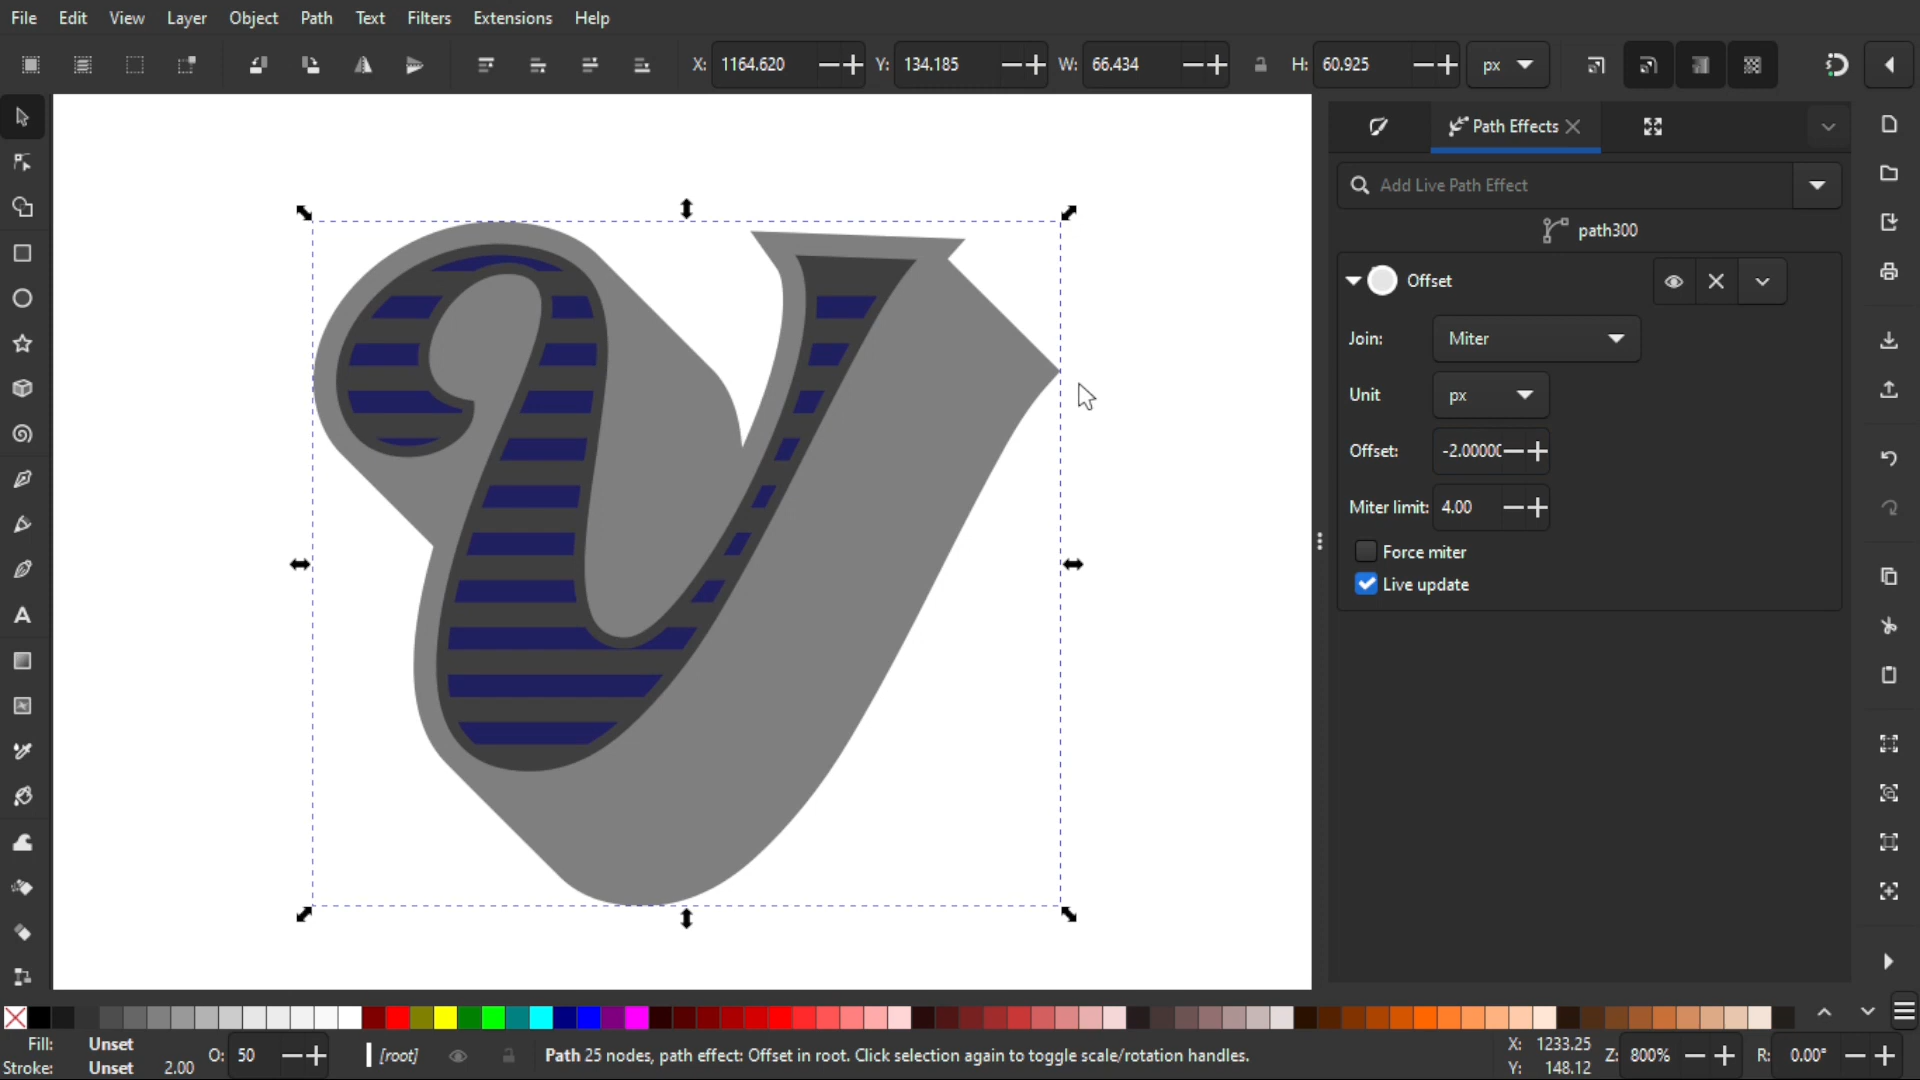 File Edit View Layer Object Path Text Filters Extensions Help
X: 1164.620 Y: 134.185 W: 66.434 H: 60.925 px
Path Effects
Add Live Path Effect
path300
Offset
Join: Miter
Unit px
Offset: -2.0000
Miter limit: 4.00
Force miter
Live update
Y
Fill: Unset O: 50 [root] Path 25 nodes, path effect: Offset in root. Click selection again to toggle scale/rotation handles. X: 1233.25 Z: 800% R: 0.00°
Stroke: Unset 2.00 Y: 148.12